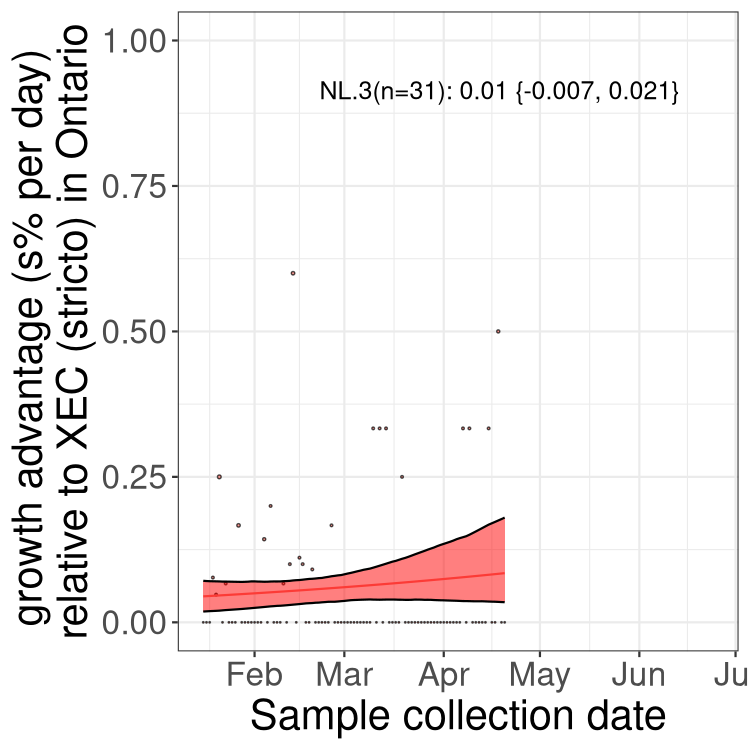 growth advantage (s% per day)
relative to XEC (stricto) in Ontario
1.00
0.75
0.50
0.25
0.00
NL.3(n=31): 0.01 {-0.007, 0.021}
Feb Mar Apr May Jun Ju
Sample collection date